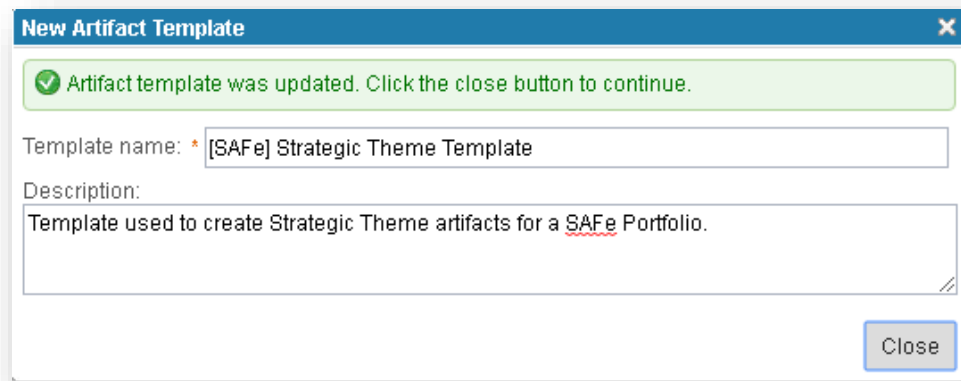 New Artifact Template
Artifact template was updated. Click the close button to continue.
Template name: * [SAFe] Strategic Theme Template
Description:
Template used to create Strategic Theme artifacts for a SAFe Portfolio.
Close